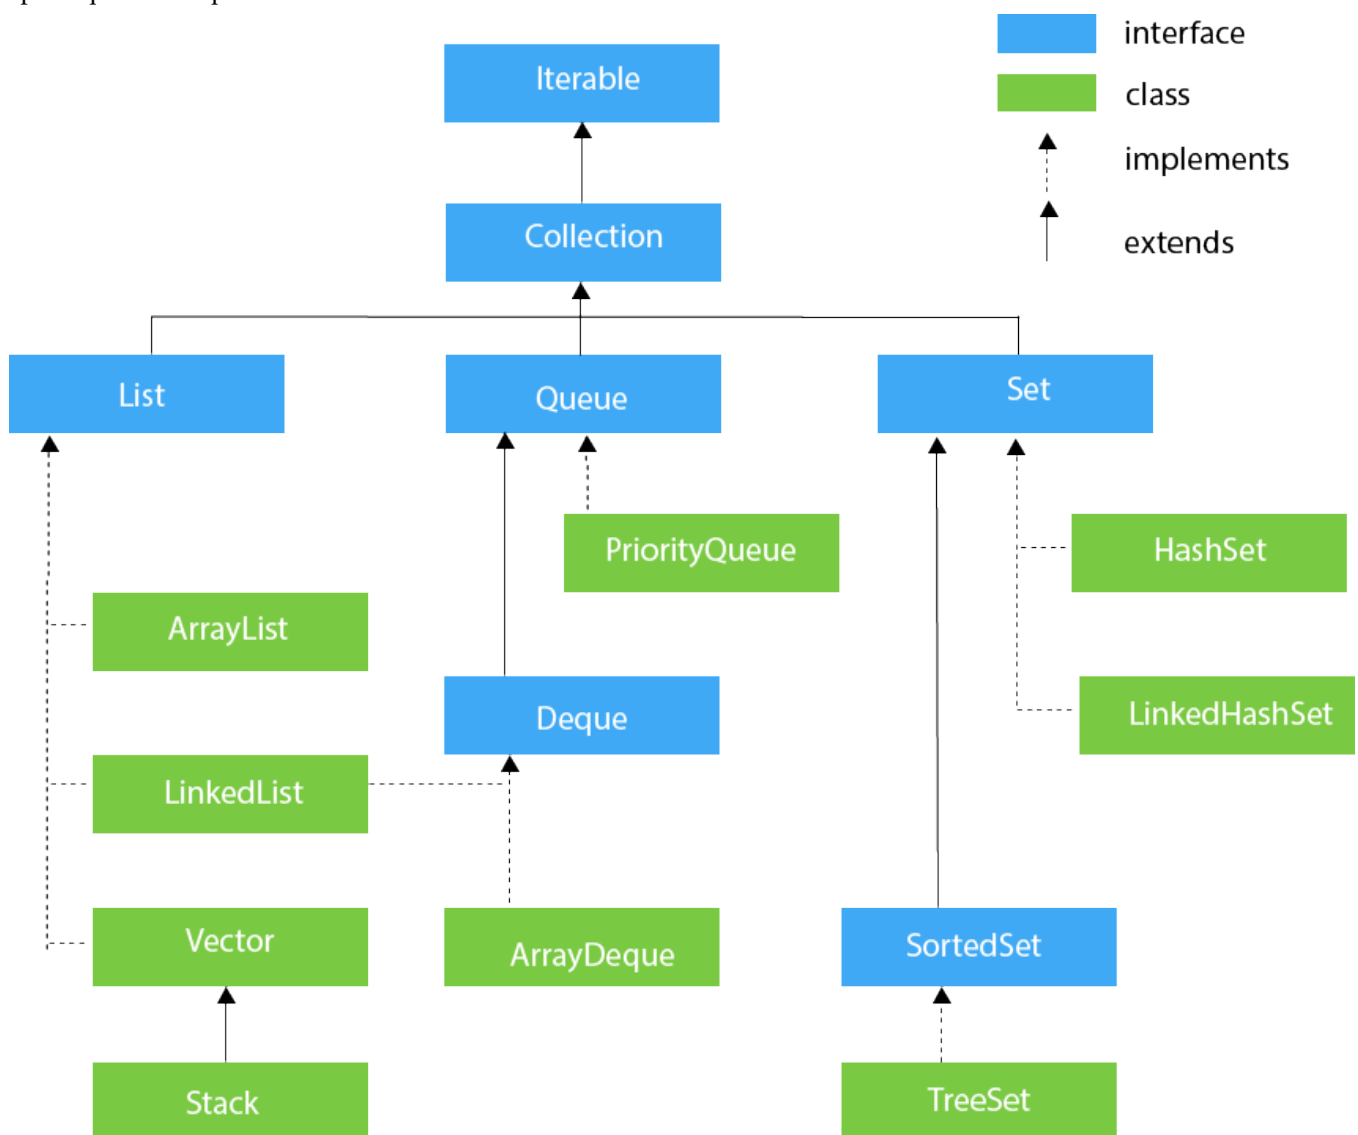 interface
Iterable
class
implements
Collection
extends
List
Queue
Set
PriorityQueue
HashSet
ArrayList
Deque
LinkedHashSet
LinkedList
Vector
ArrayDeque
SortedSet
Stack
TreeSet